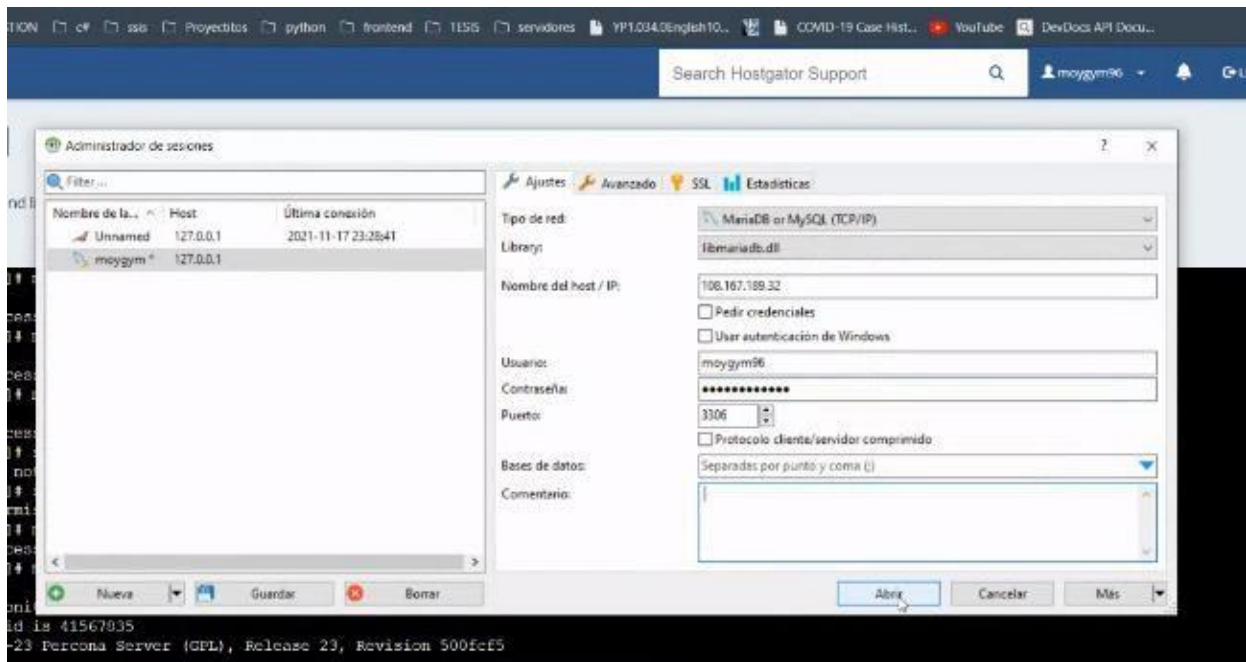 TION c# ssis Proyectitos python frontend TESIS servidores YP1.034.0English10... COVID-19 Case Hist... YouTube DevDocs API Docu...
Search Hostgator Support moygym96
Administrador de sesiones ? ×
Filter...
Nombre de la... Host Última conexión
Unnamed 127.0.0.1 2021-11-17 23:28:41
moygym * 127.0.0.1
Ajustes Avanzado SSL Estadísticas
Tipo de red: MariaDB or MySQL (TCP/IP)
Library: libmariadb.dll
Nombre del host / IP: 108.167.189.32
Pedir credenciales
Usar autenticación de Windows
Usuario: moygym96
Contraseña: ●●●●●●●●●●●●
Puerto: 3306
Protocolo cliente/servidor comprimido
Bases de datos: Separadas por punto y coma (;)
Comentario:
Nueva Guardar Borrar Abrir Cancelar Más
id is 41567835
-23 Percona Server (GPL), Release 23, Revision 500fcf5